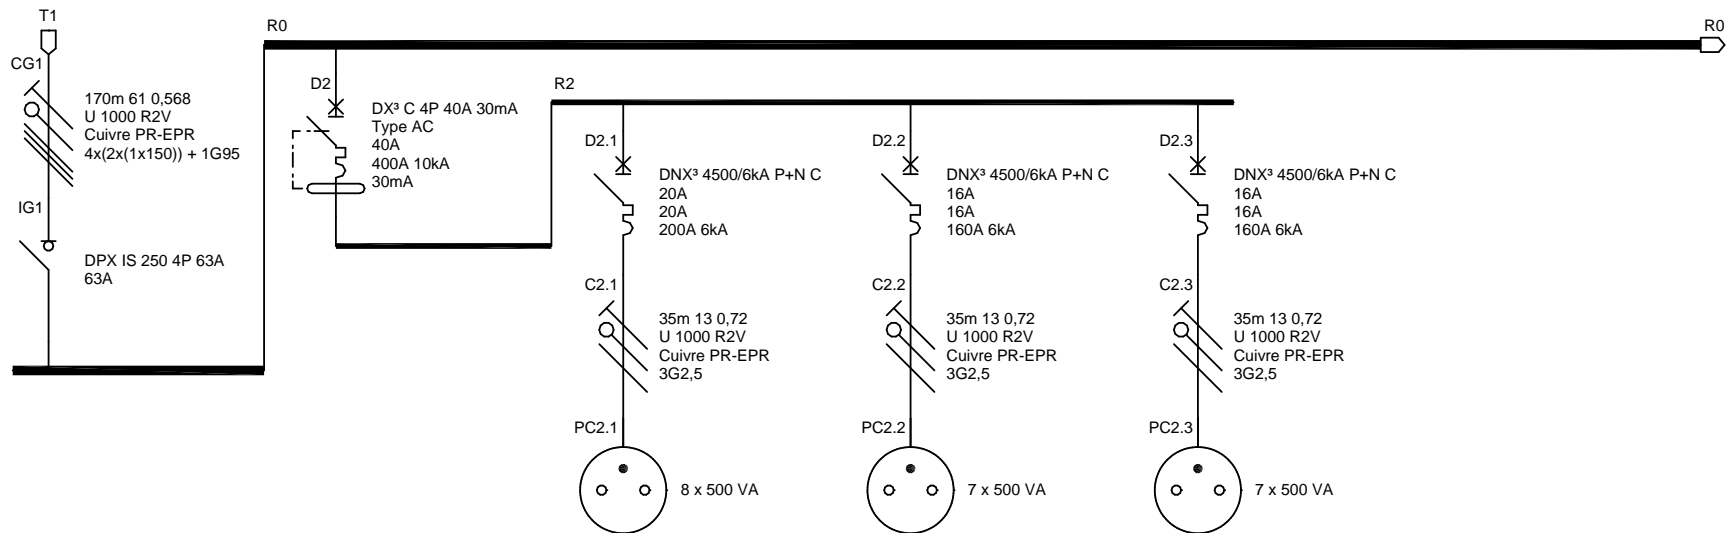 T1
R0
R0
CG1
170m 61 0,568
U 1000 R2V
Cuivre PR-EPR
4x(2x(1x150)) + 1G95
IG1
DPX IS 250 4P 63A
63A
D2
DX³ C 4P 40A 30mA
Type AC
40A
400A 10kA
30mA
R2
D2.1
DNX³ 4500/6kA P+N C
20A
20A
200A 6kA
C2.1
35m 13 0,72
U 1000 R2V
Cuivre PR-EPR
3G2,5
PC2.1
8 x 500 VA
D2.2
DNX³ 4500/6kA P+N C
16A
16A
160A 6kA
C2.2
35m 13 0,72
U 1000 R2V
Cuivre PR-EPR
3G2,5
PC2.2
7 x 500 VA
D2.3
DNX³ 4500/6kA P+N C
16A
16A
160A 6kA
C2.3
35m 13 0,72
U 1000 R2V
Cuivre PR-EPR
3G2,5
PC2.3
7 x 500 VA